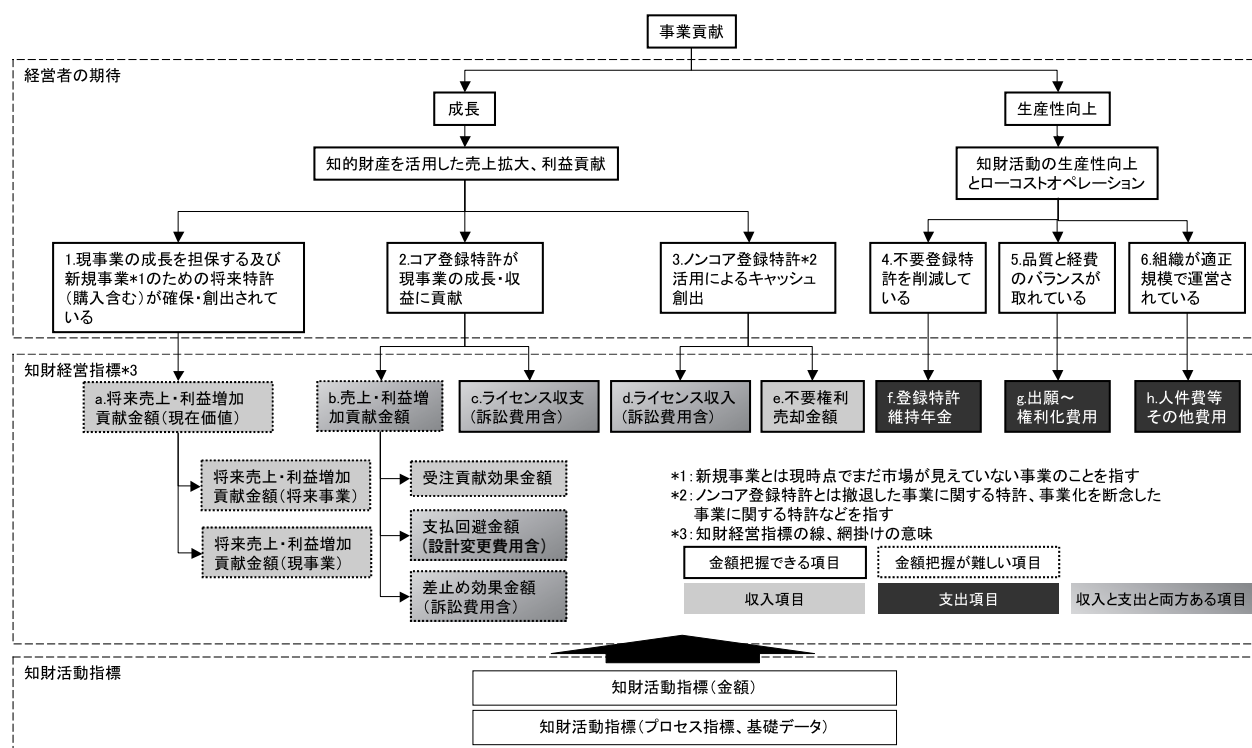 事業貢献
経営者の期待
成長
生産性向上
知的財産を活用した売上拡大、利益貢献
知財活動の生産性向上
とローコストオペレーション
1.現事業の成長を担保する及び
新規事業*1のための将来特許
(購入含む)が確保・創出されて
いる
2.コア登録特許が
現事業の成長・収
益に貢献
3.ノンコア登録特許*2
活用によるキャッシュ
創出
4.不要登録特
許を削減して
いる
5.品質と経費
のバランスが
取れている
6.組織が適正
規模で運営さ
れている
知財経営指標*3
a.将来売上・利益増加
貢献金額(現在価値)
b.売上・利益増
加貢献金額
c.ライセンス収支
(訴訟費用含)
d.ライセンス収入
(訴訟費用含)
e.不要権利
売却金額
f.登録特許
維持年金
g.出願～
権利化費用
h.人件費等
その他費用
将来売上・利益増加
貢献金額(将来事業)
将来売上・利益増加
貢献金額(現事業)
受注貢献効果金額
支払回避金額
(設計変更費用含)
差止め効果金額
(訴訟費用含)
*1:新規事業とは現時点でまだ市場が見えていない事業のことを指す
*2:ノンコア登録特許とは撤退した事業に関する特許、事業化を断念した
事業に関する特許などを指す
*3:知財経営指標の線、網掛けの意味
金額把握できる項目
金額把握が難しい項目
収入項目
支出項目
収入と支出と両方ある項目
知財活動指標
知財活動指標(金額)
知財活動指標(プロセス指標、基礎データ)